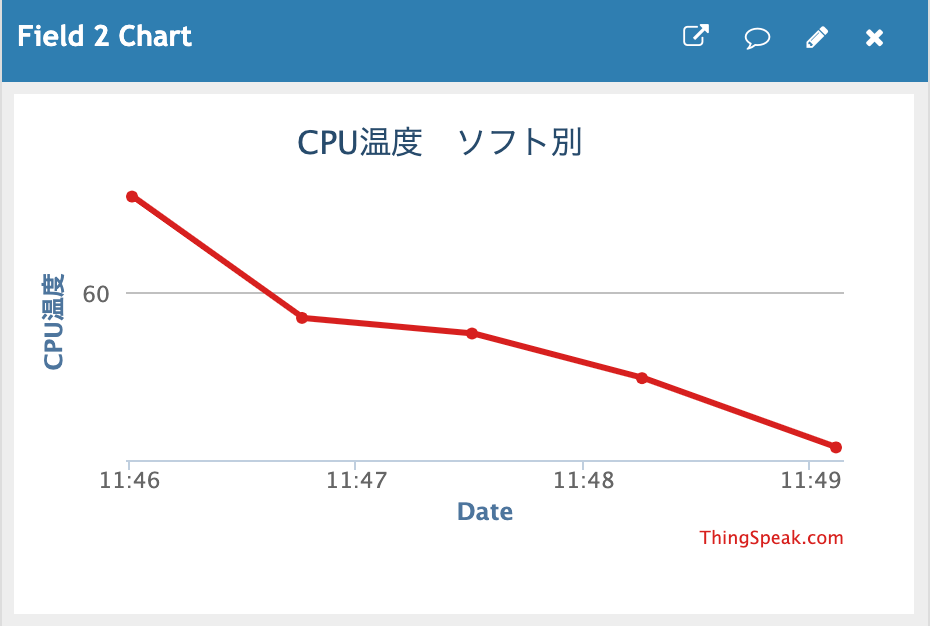 Field 2 Chart
CPU温度　ソフト別
CPU温度
60
11:46
11:47
11:48
11:49
Date
ThingSpeak.com